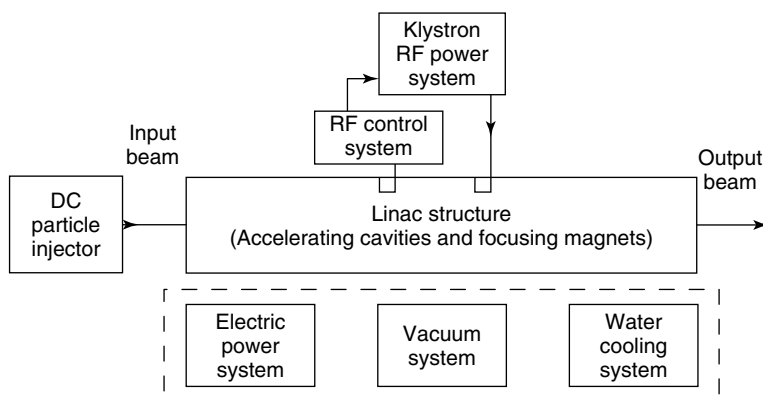 Klystron
RF power
system
RF control
system
Input
beam
Output
beam
DC
particle
injector
Linac structure
(Accelerating cavities and focusing magnets)
Electric
power
system
Vacuum
system
Water
cooling
system